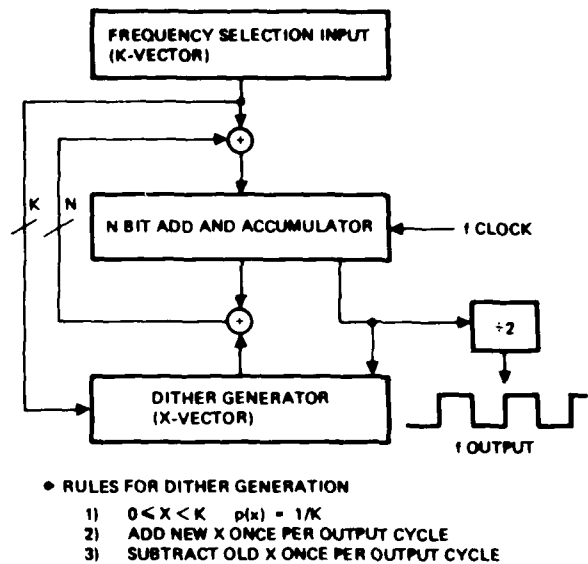 FREQUENCY SELECTION INPUT
(K-VECTOR)
+
K
N
N BIT ADD AND ACCUMULATOR
f CLOCK
+
÷2
DITHER GENERATOR
(X-VECTOR)
f OUTPUT
• RULES FOR DITHER GENERATION
1) 0 ≤ X < K p(x) = 1/K
2) ADD NEW X ONCE PER OUTPUT CYCLE
3) SUBTRACT OLD X ONCE PER OUTPUT CYCLE